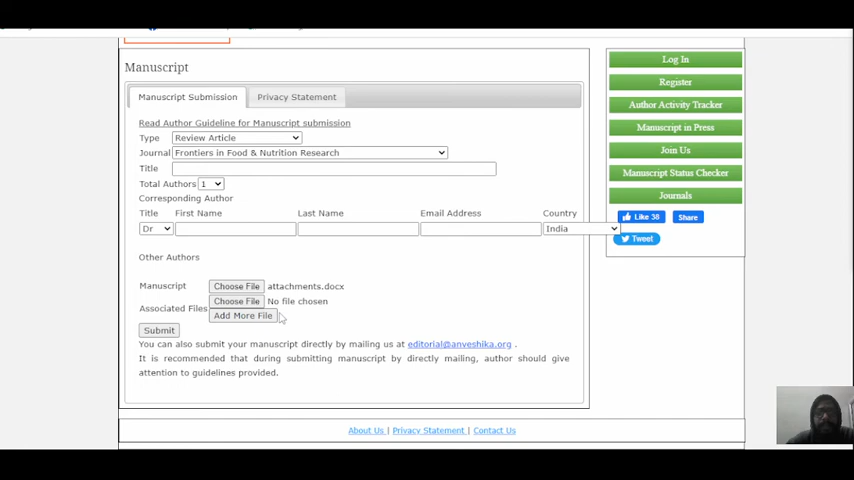 Manuscript
Manuscript Submission Privacy Statement
Read Author Guideline for Manuscript submission
Type Review Article
Journal Frontiers in Food & Nutrition Research
Title
Total Authors 1
Corresponding Author
Title First Name Last Name Email Address Country
Dr India
Other Authors
Manuscript Choose File attachments.docx
Associated Files Choose File No file chosen
Add More File
Submit
You can also submit your manuscript directly by mailing us at editorial@anveshika.org .
It is recommended that during submitting manuscript by directly mailing, author should give
attention to guidelines provided.
Log In
Register
Author Activity Tracker
Manuscript in Press
Join Us
Manuscript Status Checker
Journals
Like 38 Share
Tweet
About Us | Privacy Statement | Contact Us